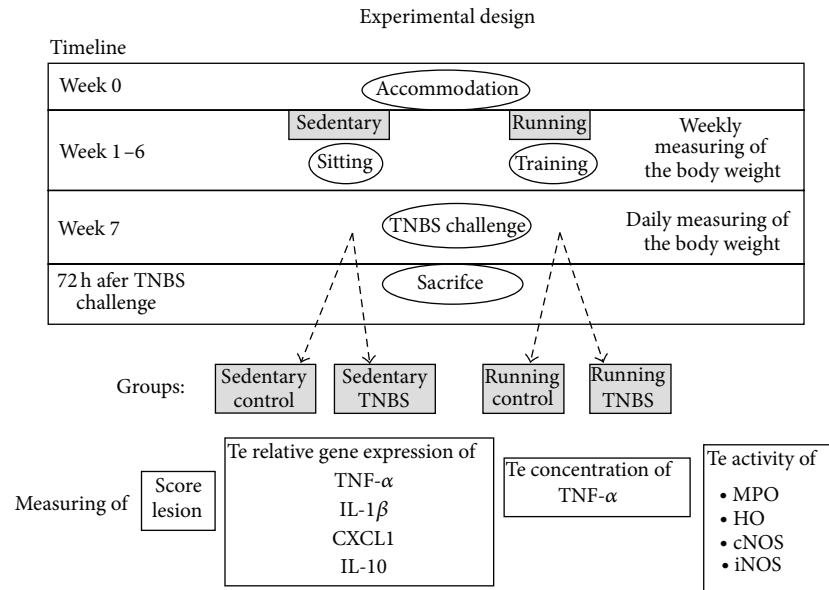 Experimental design
Timeline
Week 0
Accommodation
Sedentary
Running
Week 1–6
Sitting
Training
Weekly
measuring of
the body weight
Week 7
TNBS challenge
Daily measuring of
the body weight
72 h afer TNBS
challenge
Sacrifce
Groups:
Sedentary
control
Sedentary
TNBS
Running
control
Running
TNBS
Measuring of
Score
lesion
Te relative gene expression of
TNF-α
IL-1β
CXCL1
IL-10
Te concentration of
TNF-α
Te activity of
• MPO
• HO
• cNOS
• iNOS